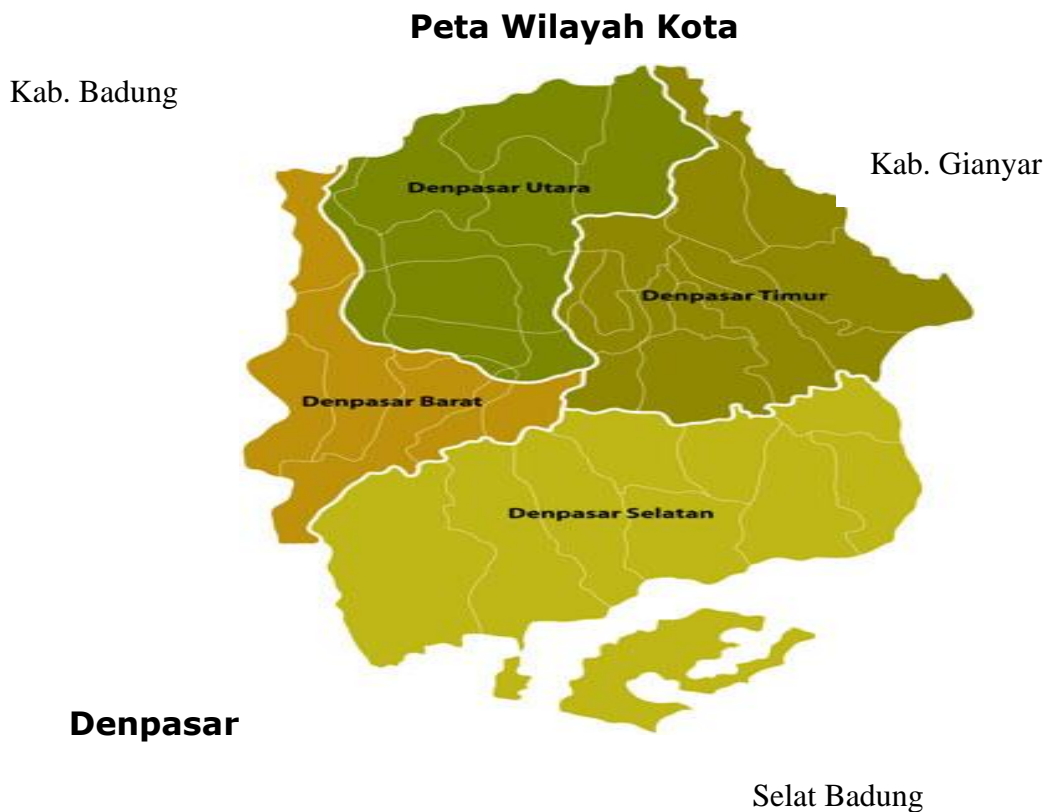 Peta Wilayah Kota
Kab. Badung
Kab. Gianyar
Denpasar Utara
Denpasar Timur
Denpasar Barat
Denpasar Selatan
Denpasar
Selat Badung